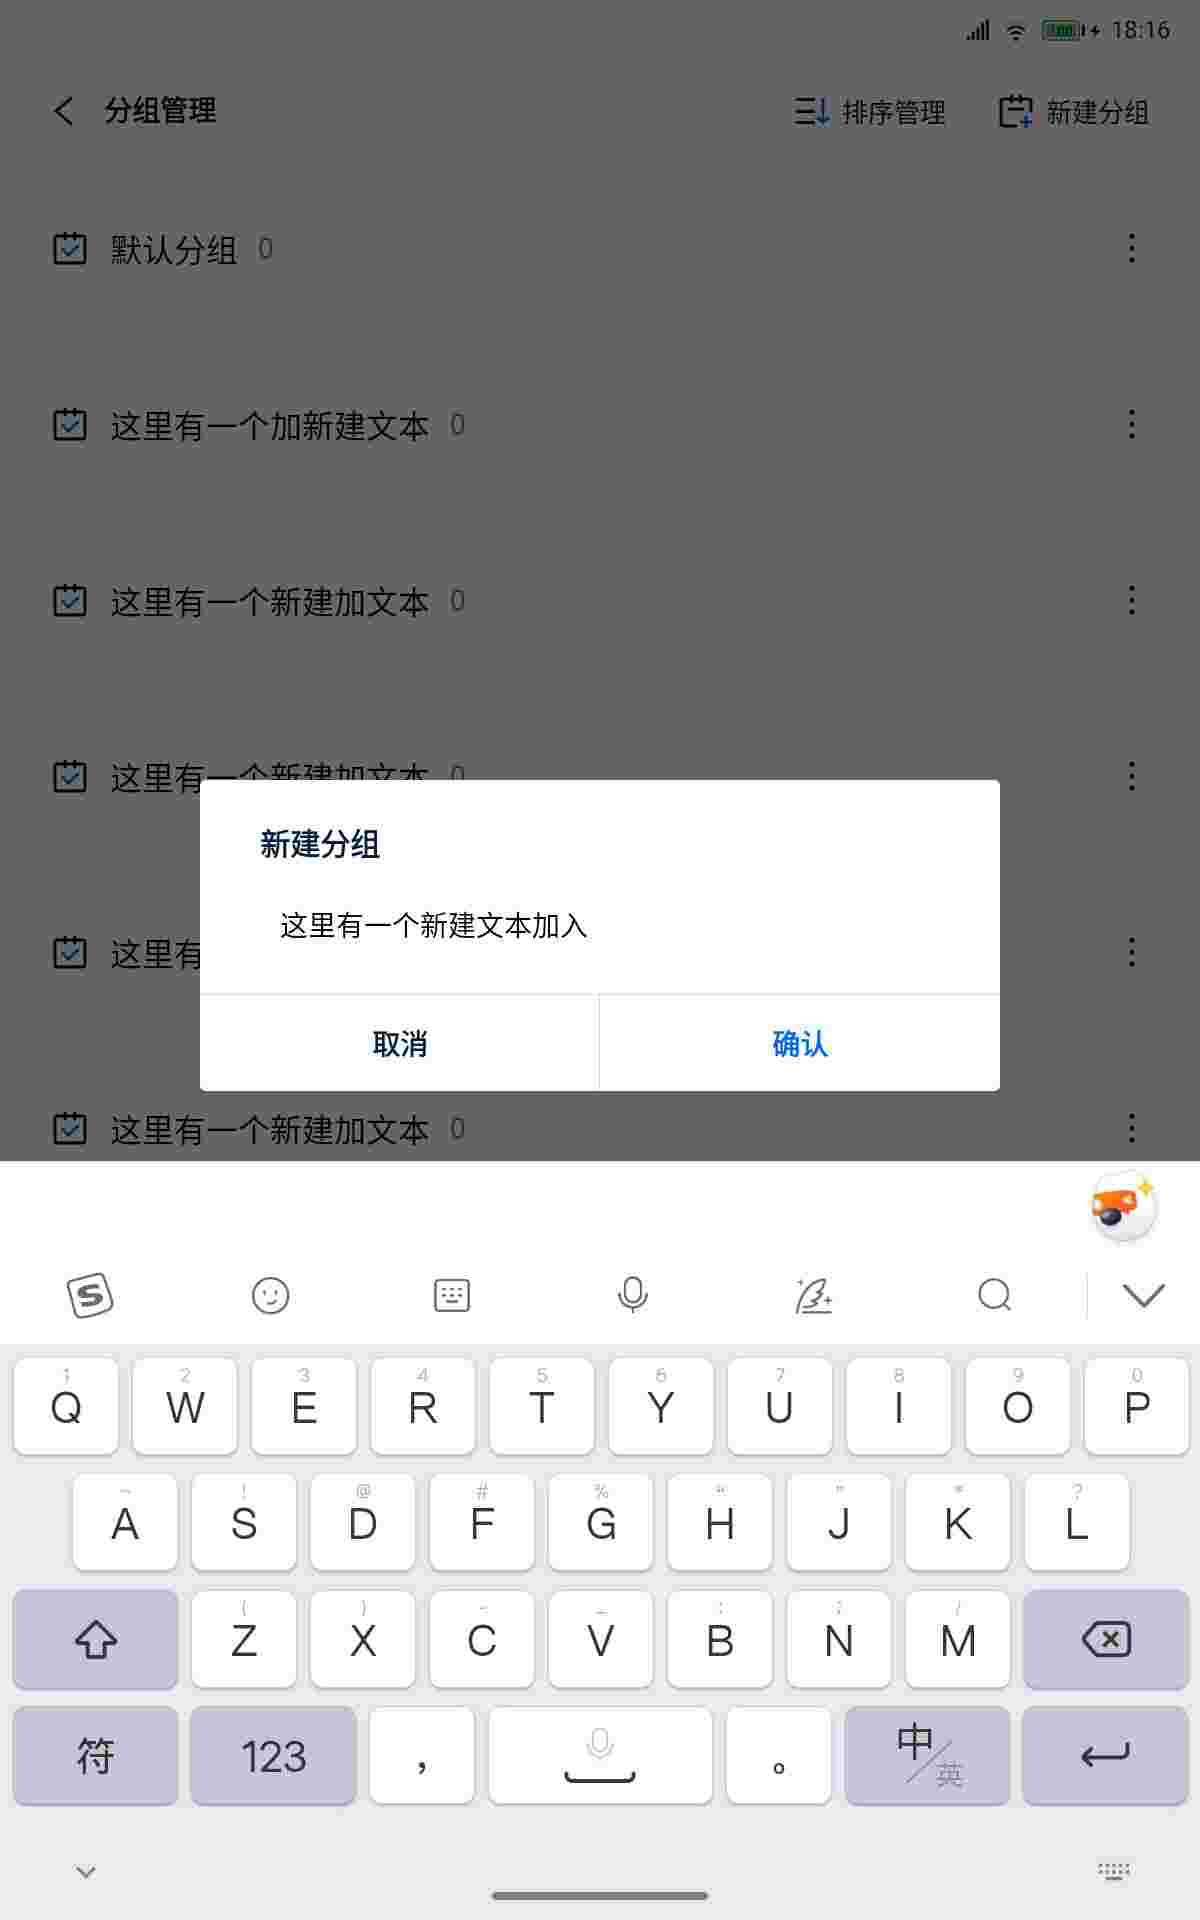 18:16
分组管理 排序管理 新建分组
默认分组 0
这里有一个加新建文本 0
这里有一个新建加文本 0
这里有一个新建加文本 0
新建分组
这里有一个新建文本加入
这里有
取消 确认
这里有一个新建加文本 0
1 2 3 4 5 6 7 8 9 0
Q W E R T Y U I O P
~ ! @ # % “ ” * ?
A S D F G H J K L
( ) - _ : ; /
Z X C V B N M
符 123 ， 。 中/英